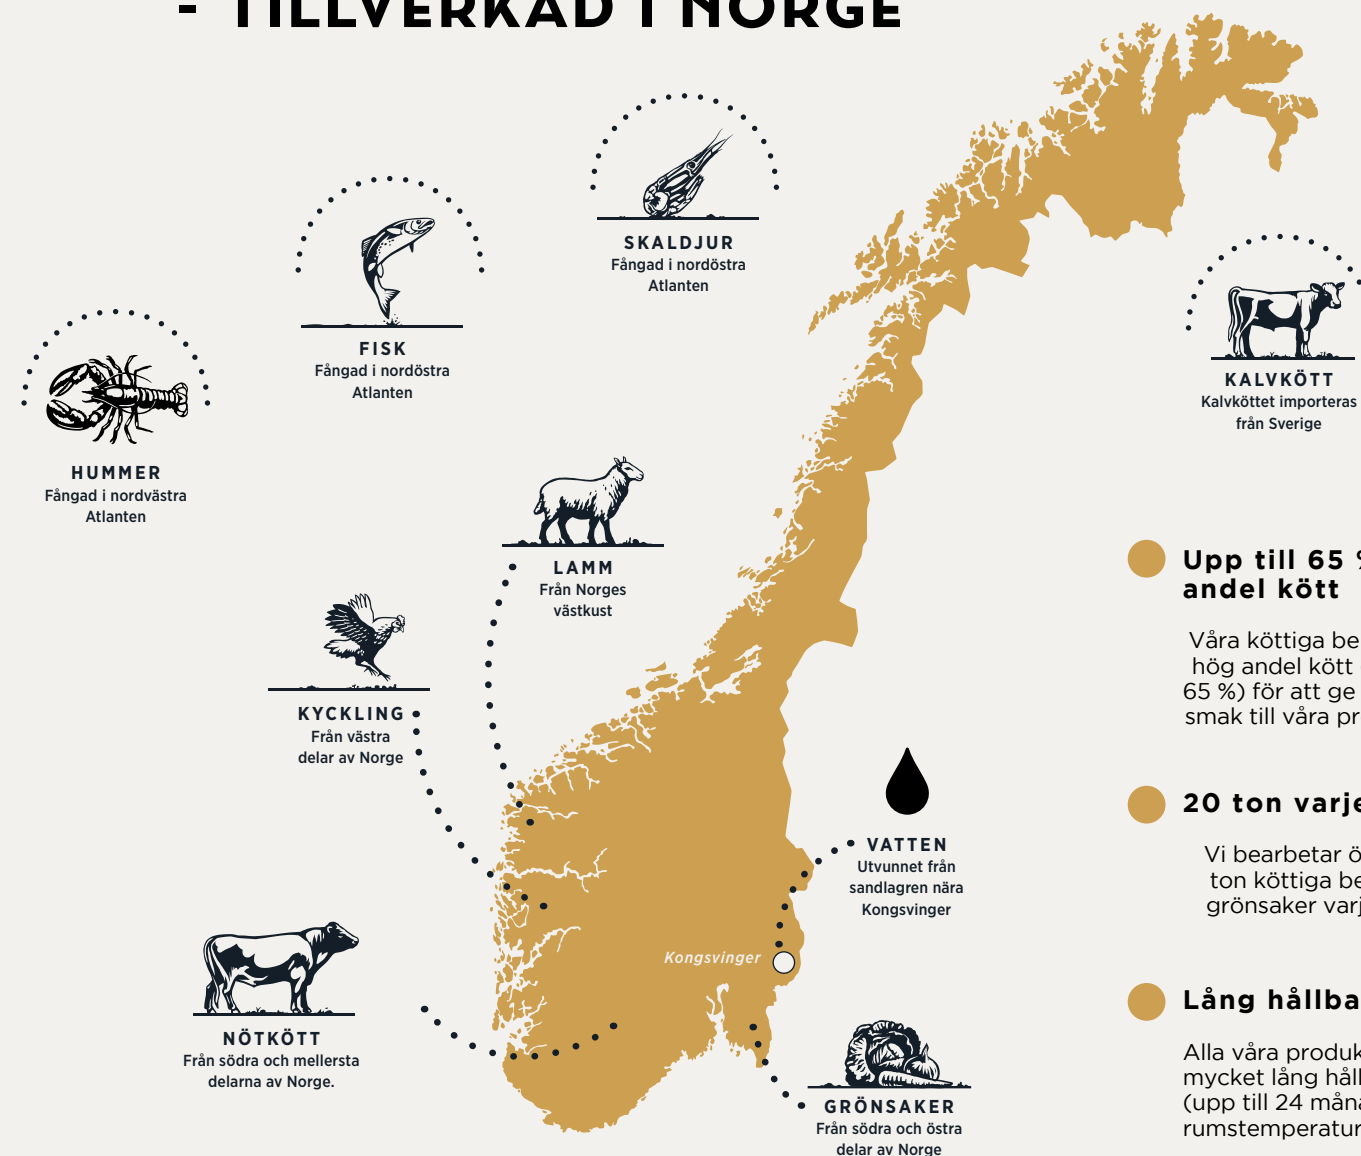 - TILLVERKAD I NORGE
SKALDJUR
Fångad i nordöstra
Atlanten
FISK
Fångad i nordöstra
Atlanten
HUMMER
Fångad i nordvästra
Atlanten
KALVKÖTT
Kalvköttet importeras
från Sverige
LAMM
Från Norges
västkust
KYCKLING
Från västra
delar av Norge
VATTEN
Utvunnet från
sandlagren nära
Kongsvinger
Kongsvinger
NÖTKÖTT
Från södra och mellersta
delarna av Norge.
GRÖNSAKER
Från södra och östra
delar av Norge
Upp till 65 %
andel kött
Våra köttiga be
hög andel kött
65 %) för att ge
smak till våra pr
20 ton varje
Vi bearbetar ö
ton köttiga be
grönsaker varj
Lång hållba
Alla våra produk
mycket lång håll
(upp till 24 måna
rumstemperatur